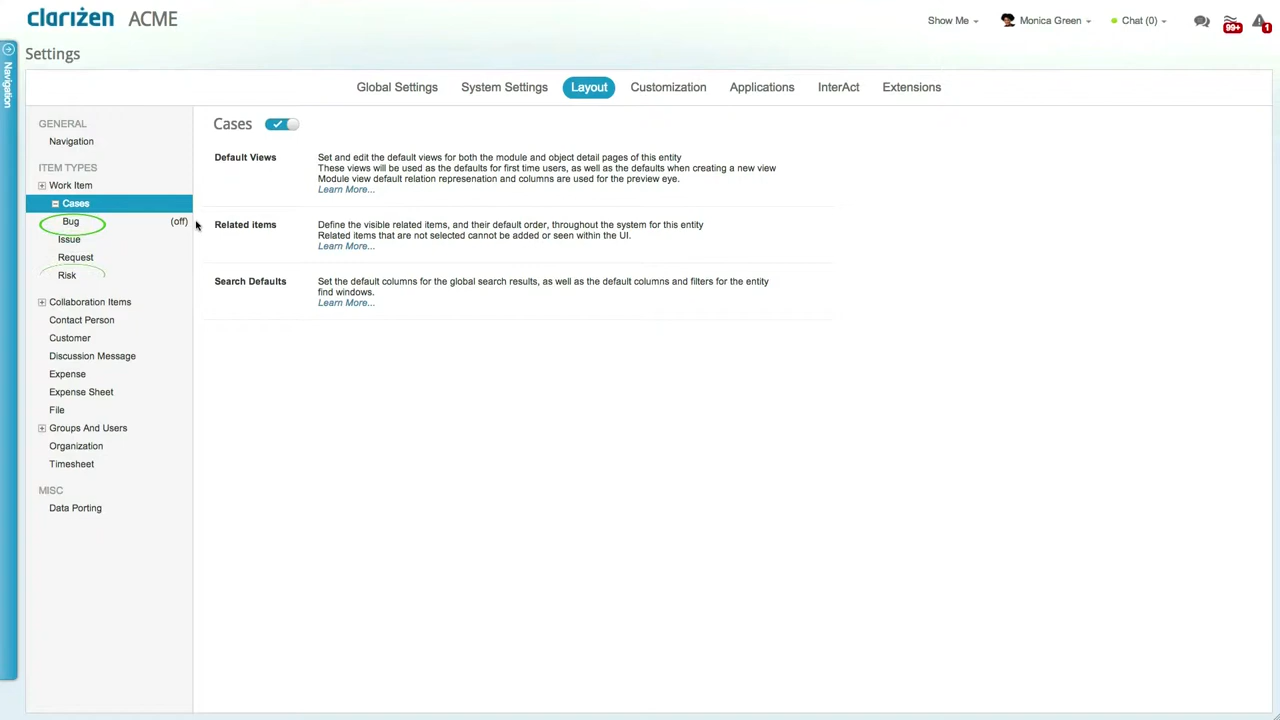 clarizen ACME
Show Me
Monica Green
Chat (0)
99+
1
Settings
Navigation
Global Settings
System Settings
Layout
Customization
Applications
InterAct
Extensions
GENERAL
Navigation
ITEM TYPES
Work Item
Cases
Bug (off)
Issue
Request
Risk
Collaboration Items
Contact Person
Customer
Discussion Message
Expense
Expense Sheet
File
Groups And Users
Organization
Timesheet
MISC
Data Porting
Cases
Default Views
Set and edit the default views for both the module and object detail pages of this entity
These views will be used as the defaults for first time users, as well as the defaults when creating a new view
Module view default relation represenation and columns are used for the preview eye.
Learn More...
Related items
Define the visible related items, and their default order, throughout the system for this entity
Related items that are not selected cannot be added or seen within the UI.
Learn More...
Search Defaults
Set the default columns for the global search results, as well as the default columns and filters for the entity
find windows.
Learn More...